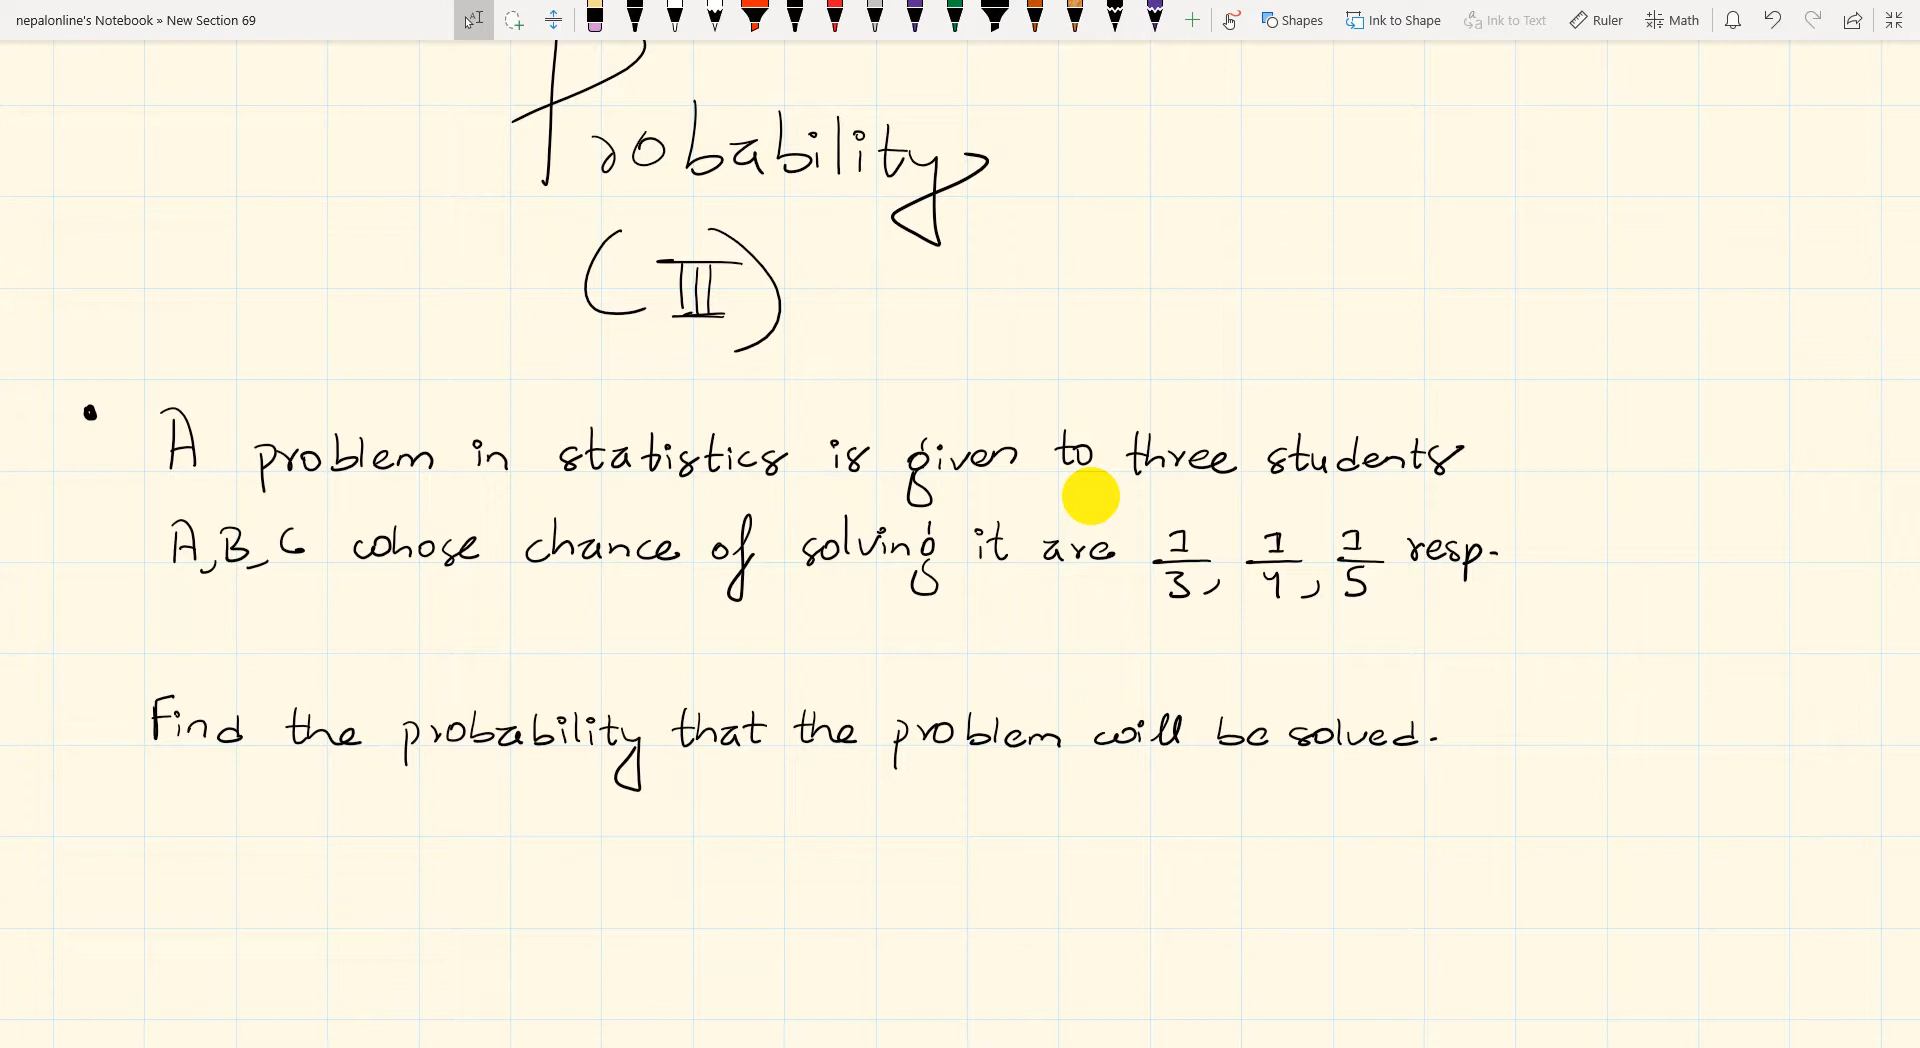 nepalonline's Notebook » New Section 69
Shapes Ink to Shape Ink to Text Ruler Math
Probability
(III)
• A problem in statistics is given to three students
A, B, C whose chance of solving it are 1/3, 1/4, 1/5 resp.
Find the probability that the problem will be solved.